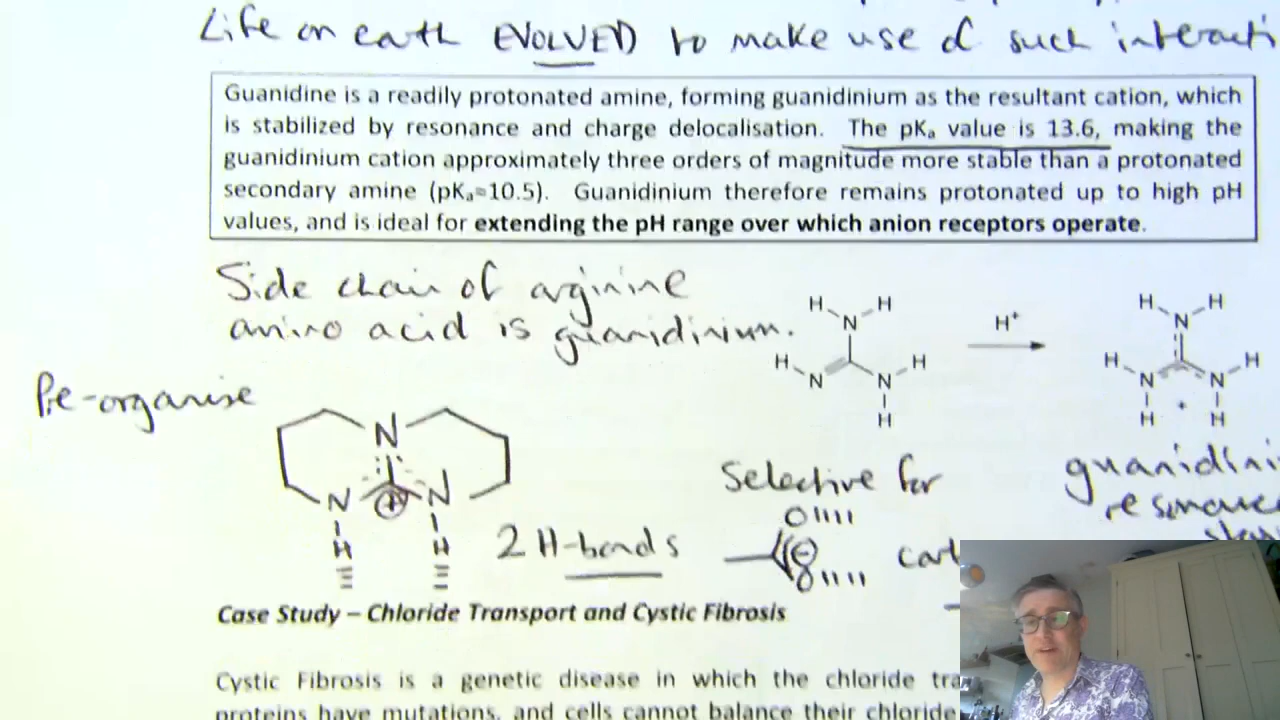 Life on earth EVOLVED to make use of such interacti
Guanidine is a readily protonated amine, forming guanidinium as the resultant cation, which
is stabilized by resonance and charge delocalisation. The pKₐ value is 13.6, making the
guanidinium cation approximately three orders of magnitude more stable than a protonated
secondary amine (pKₐ≈10.5). Guanidinium therefore remains protonated up to high pH
values, and is ideal for extending the pH range over which anion receptors operate.
Side chain of arginine
amino acid is guanidinium.
H H
N
H
N
N
H
H
H⁺
H H
N
H
N
N
H
H
+
H
Pre-organise
N
N
⊕
N
H
H
2 H-bonds
Selective for
O
⊖
O
carb
guanidini
resonance
Case Study – Chloride Transport and Cystic Fibrosis
Cystic Fibrosis is a genetic disease in which the chloride tra
proteins have mutations, and cells cannot balance their chloride